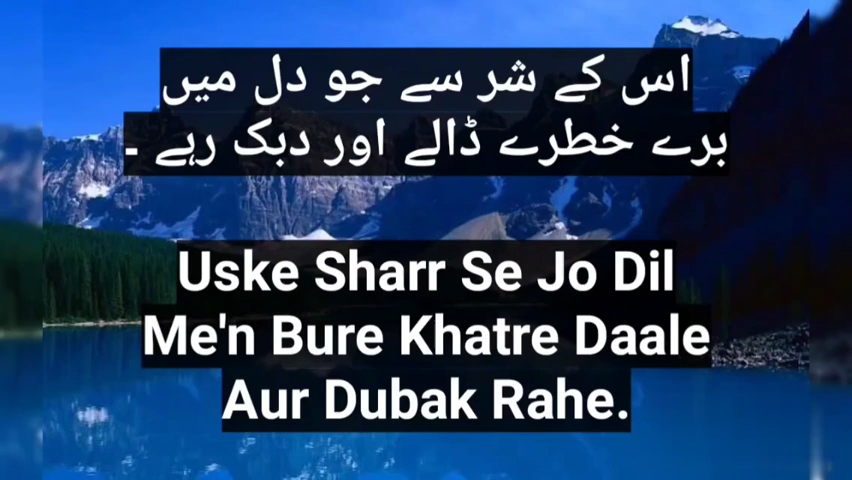 اس کے شر سے جو دل میں
برے خطرے ڈالے اور دبک رہے ۔
Uske Sharr Se Jo Dil
Me'n Bure Khatre Daale
Aur Dubak Rahe.